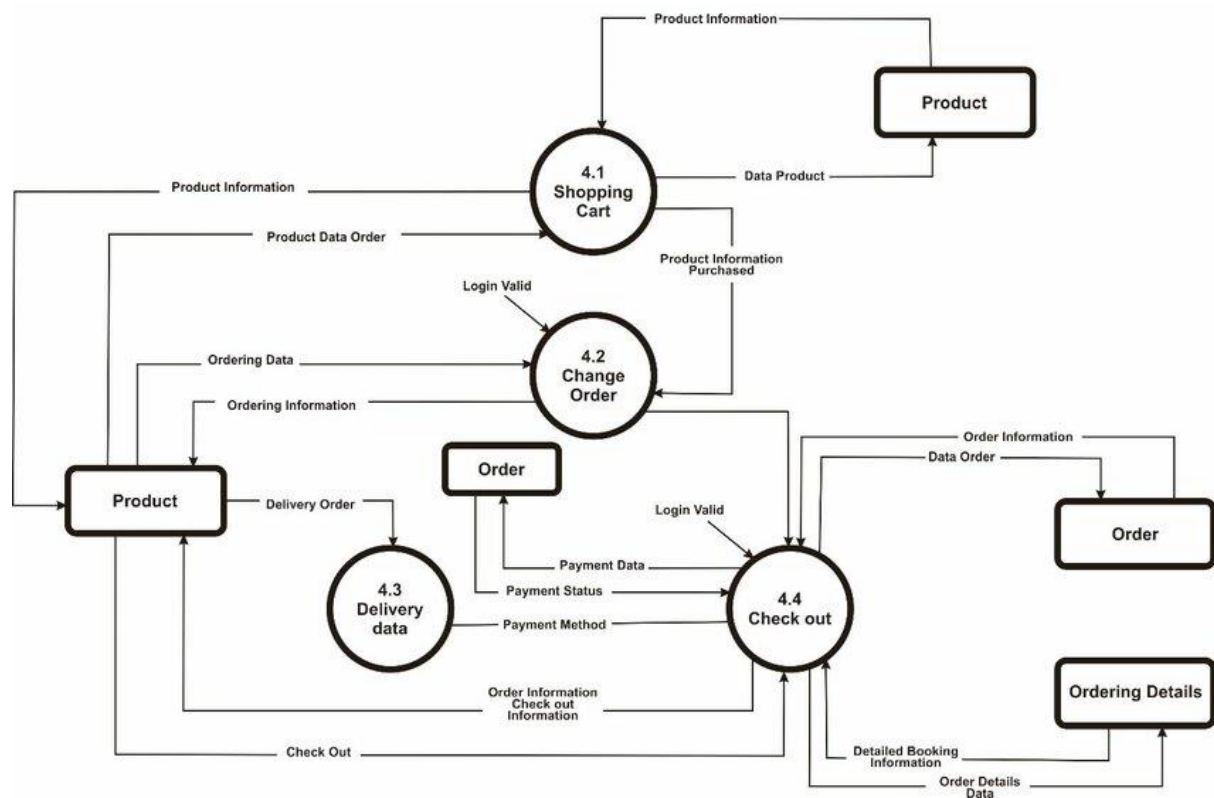 Product Information
Product
4.1
Shopping
Cart
Data Product
Product Information
Product Data Order
Product Information
Purchased
Login Valid
4.2
Change
Order
Ordering Data
Ordering Information
Order
Order Information
Data Order
Product
Delivery Order
Login Valid
Order
4.3
Delivery
data
Payment Data
Payment Status
Payment Method
4.4
Check out
Order Information
Check out
Information
Ordering Details
Check Out
Detailed Booking
Information
Order Details
Data